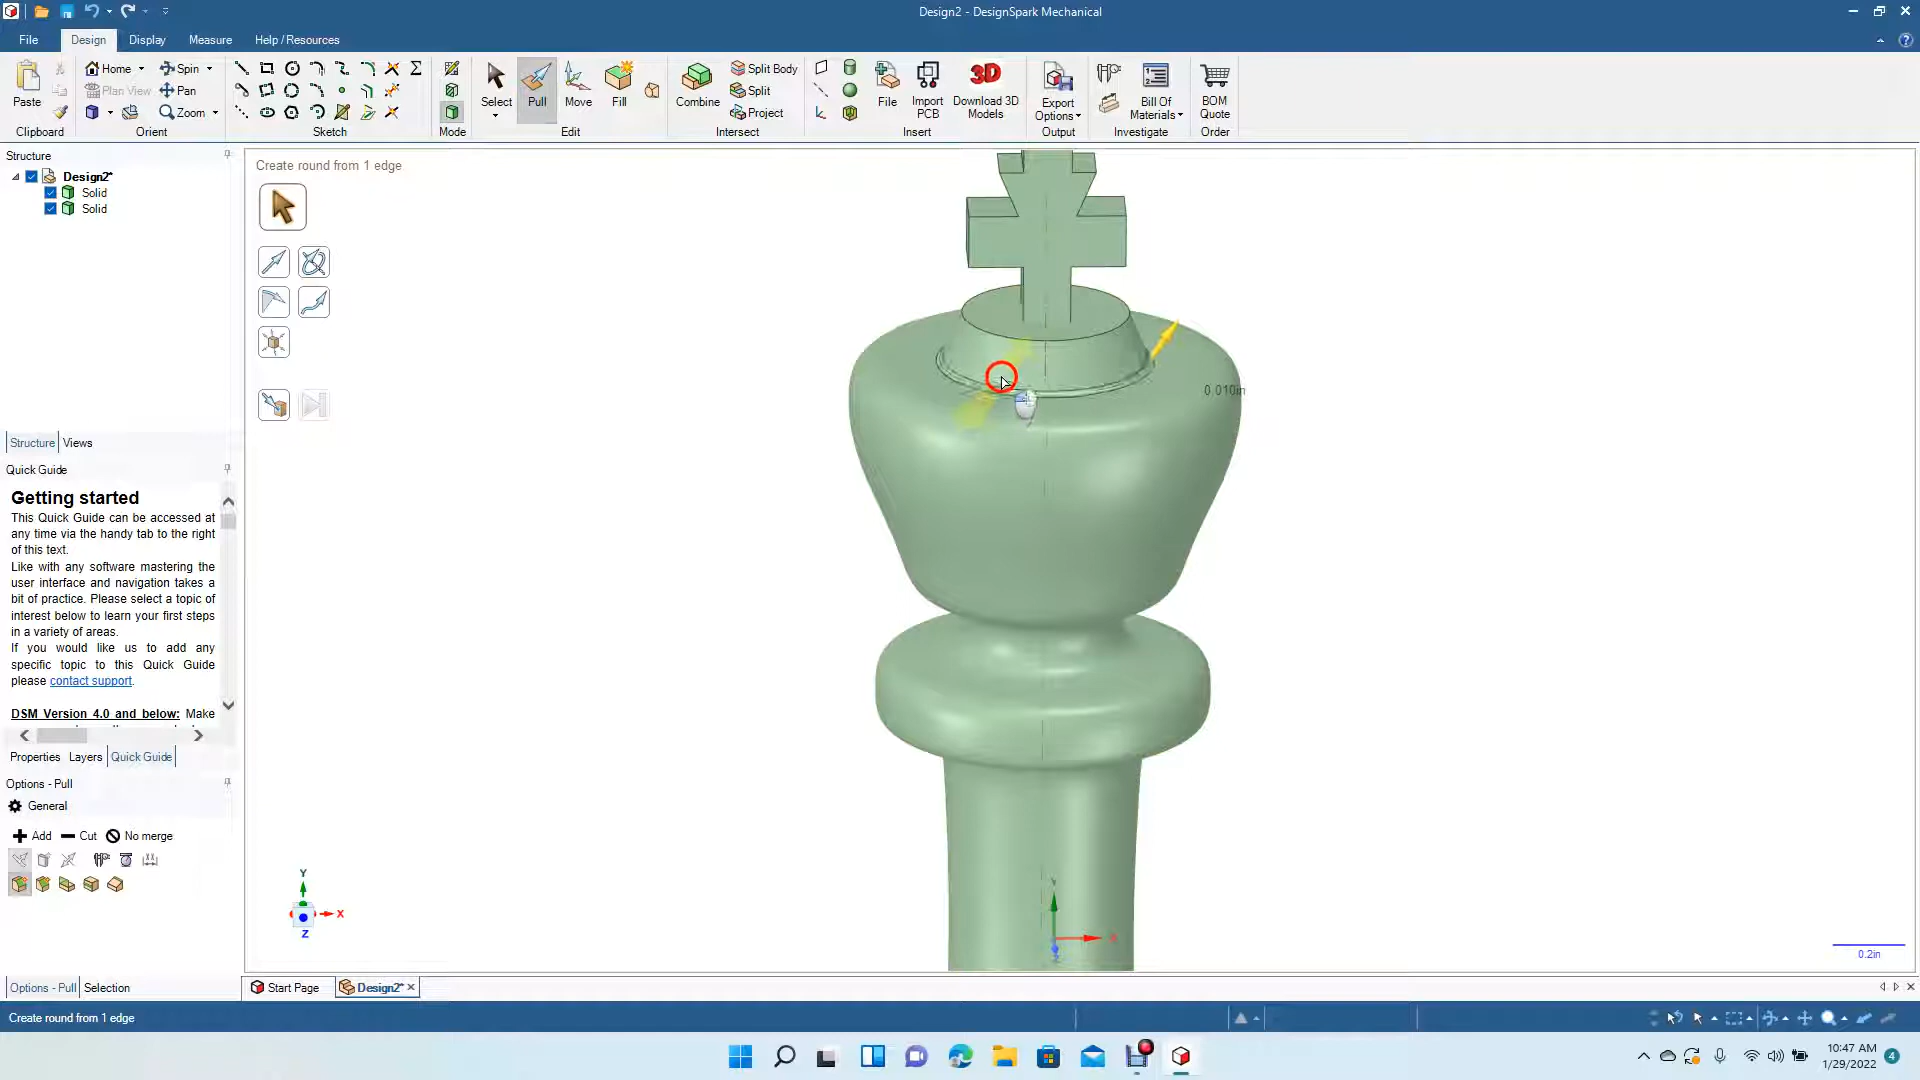 Design2 - DesignSpark Mechanical
File
Design
Display
Measure
Help / Resources
Paste
Clipboard
Home
Plan View
Spin
Pan
Zoom
Orient
Sketch
Mode
Select
Pull
Move
Fill
Edit
Combine
Split Body
Split
Project
Intersect
File
Import PCB
Download 3D Models
Insert
Export Options
Output
Bill Of Materials
Investigate
BOM Quote
Order
Structure
Design2*
Solid
Solid
Structure
Views
Quick Guide
Getting started
This Quick Guide can be accessed at
any time via the handy tab to the right
of this text.
Like with any software mastering the
user interface and navigation takes a
bit of practice. Please select a topic of
interest below to learn your first steps
in a variety of areas.
If you would like us to add any
specific topic to this Quick Guide
please contact support.
DSM Version 4.0 and below: Make
Properties
Layers
Quick Guide
Options - Pull
General
Add
Cut
No merge
Options - Pull
Selection
Create round from 1 edge
0.010in
Y
X
Z
Y
0.2in
Start Page
Design2*
Create round from 1 edge
10:47 AM
1/29/2022
4